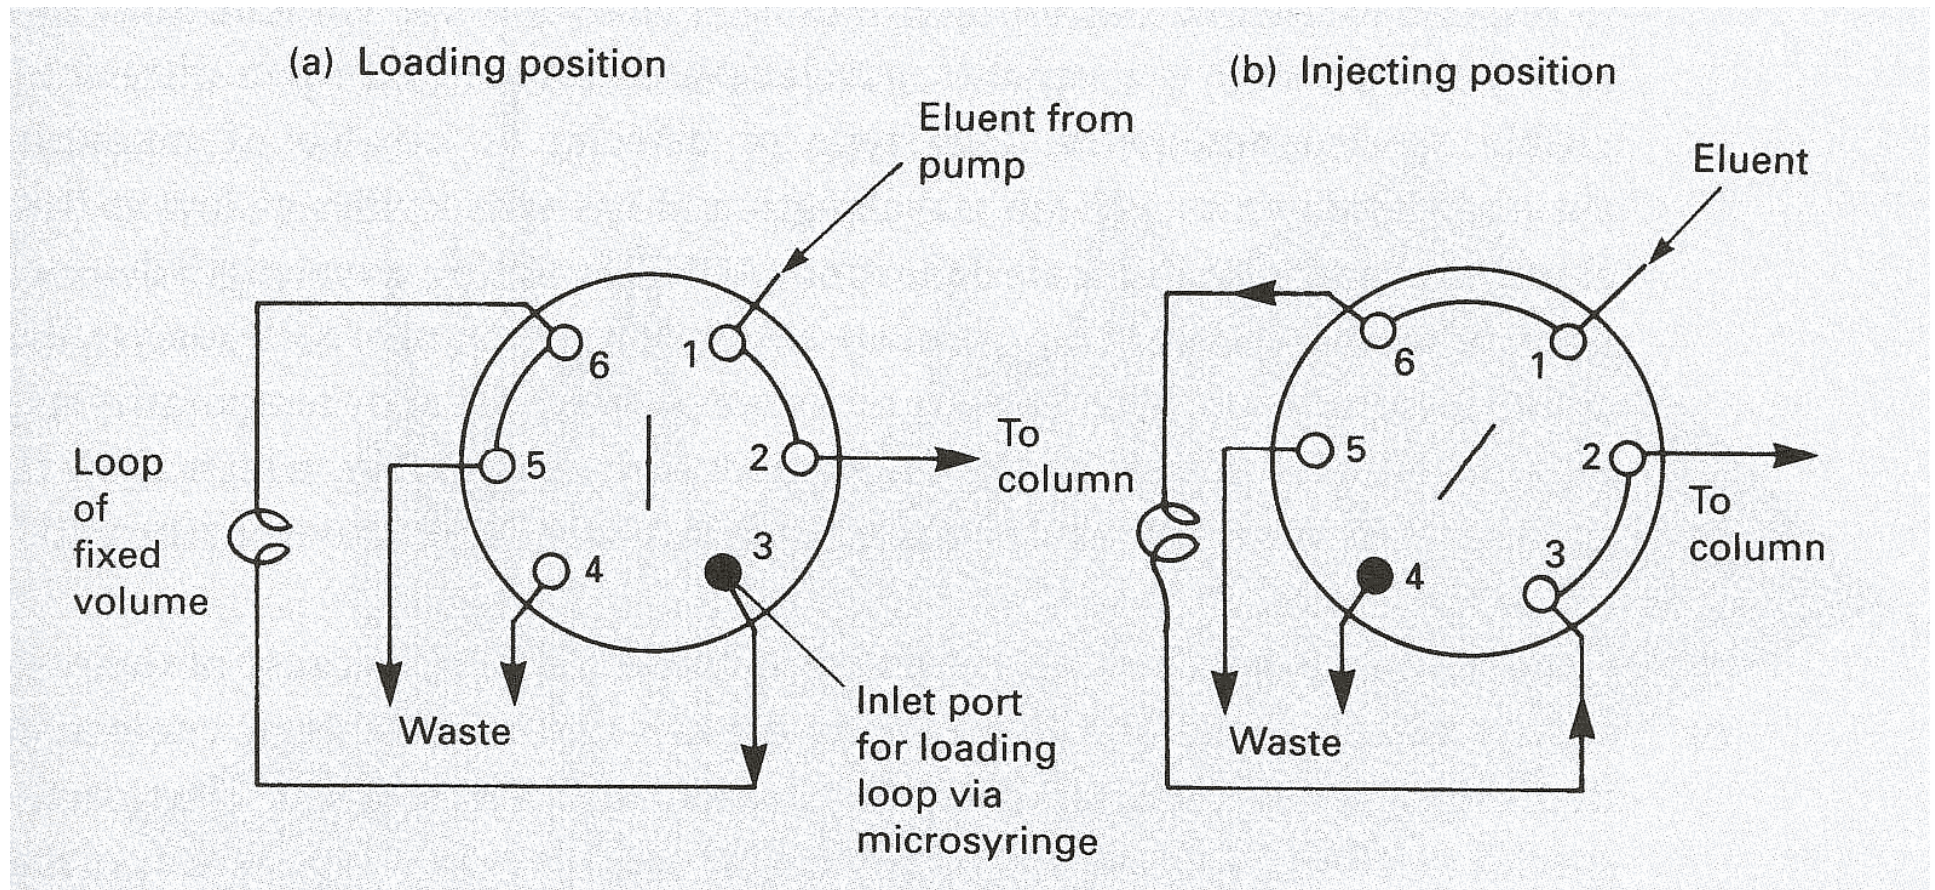 (a) Loading position
Eluent from
pump
6
1
5
2
4
3
To
column
Loop
of
fixed
volume
Waste
Inlet port
for loading
loop via
microsyringe
(b) Injecting position
Eluent
6
1
5
2
4
3
To
column
Waste